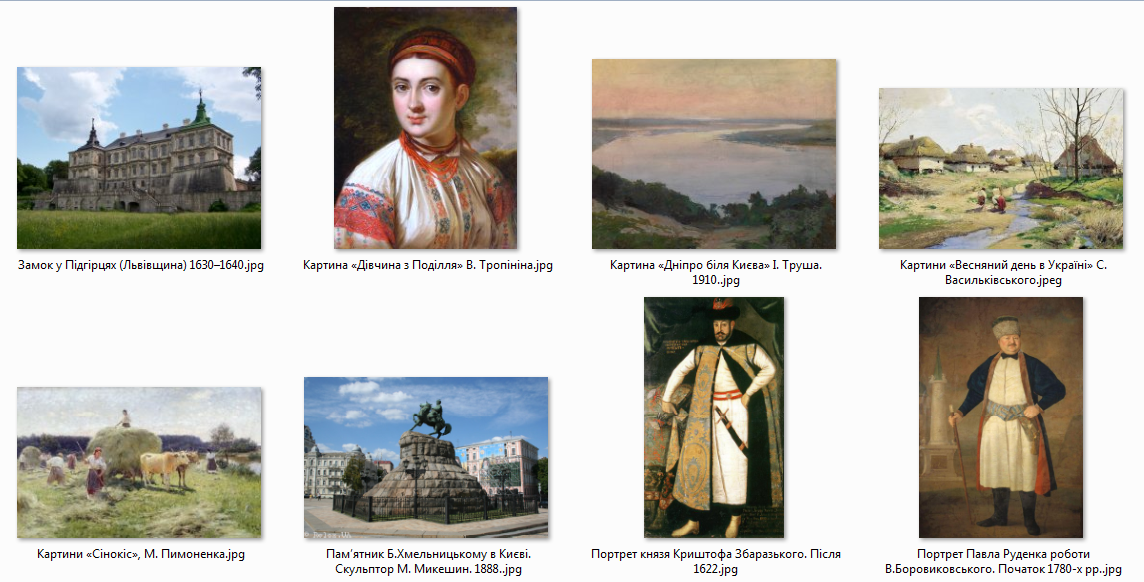 Замок у Підгірцях (Львівщина) 1630–1640.jpg
Картина «Дівчина з Поділля» В. Тропініна.jpg
Картина «Дніпро біля Києва» І. Труша.
1910..jpg
Картини «Весняний день в Україні» С.
Васильківського.jpeg
Картини «Сінокіс», М. Пимоненка.jpg
Пам'ятник Б.Хмельницькому в Києві.
Скульптор М. Микешин. 1888..jpg
Портрет князя Криштофа Збаразького. Після
1622.jpg
Портрет Павла Руденка роботи
В.Боровиковського. Початок 1780-х рр..jpg